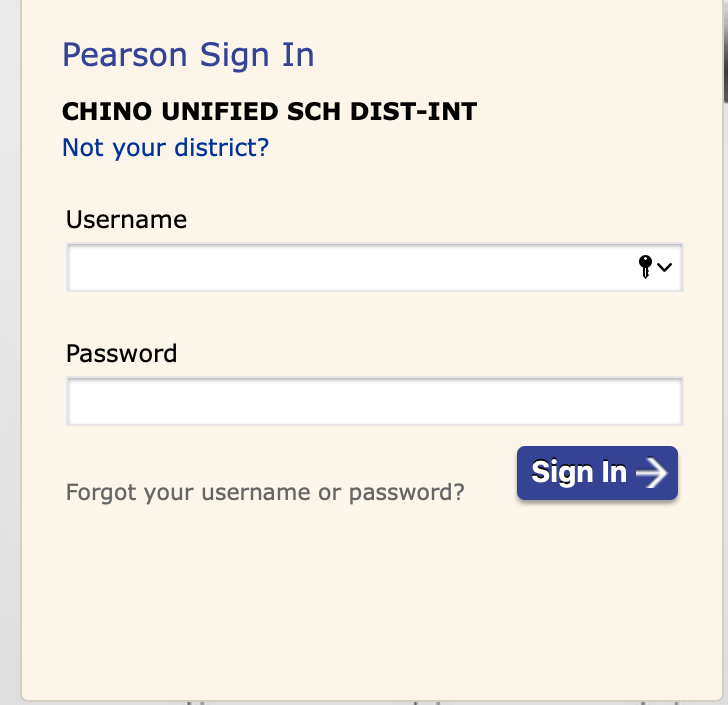 Pearson Sign In
CHINO UNIFIED SCH DIST-INT
Not your district?
Username
Password
Forgot your username or password?
Sign In